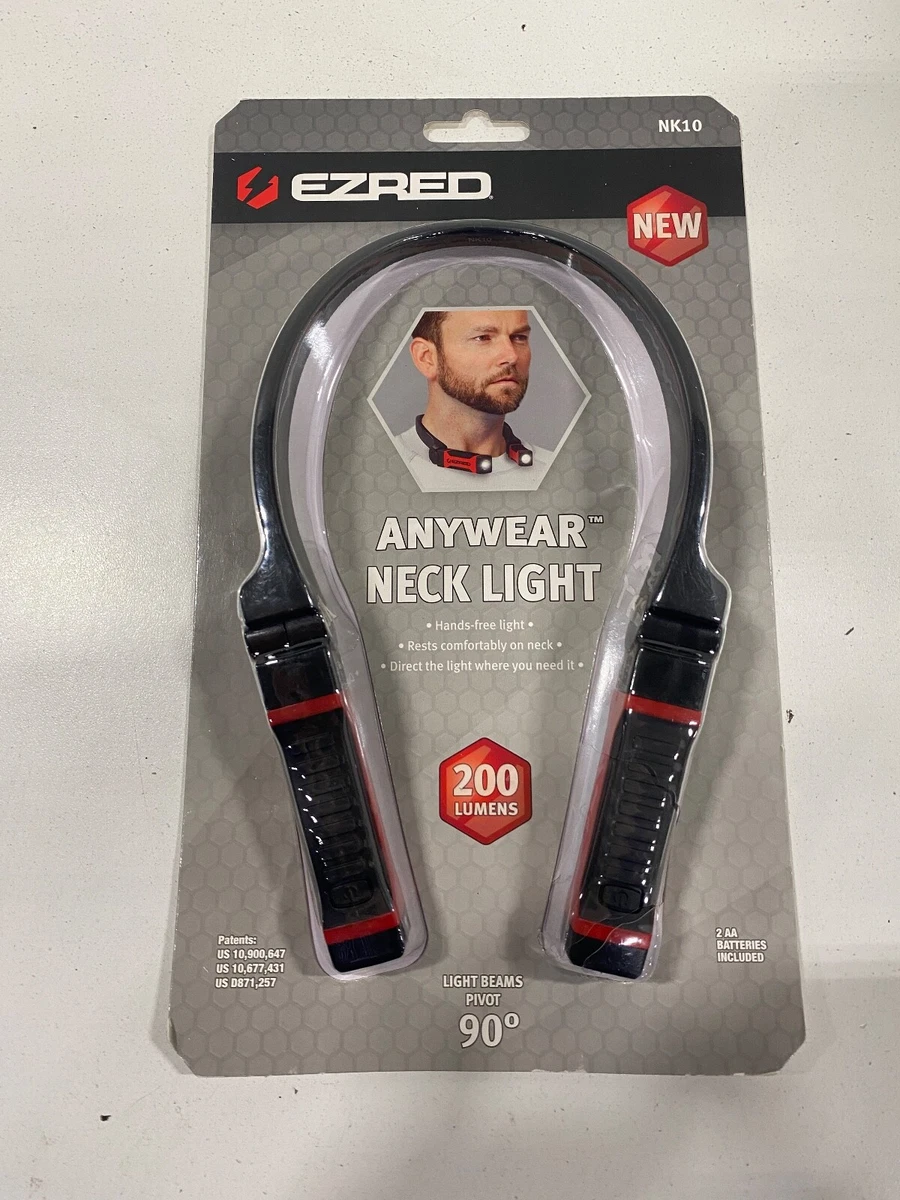 NK10
EZRED
NEW
ANYWEAR™
NECK LIGHT
• Hands-free light •
• Rests comfortably on neck •
• Direct the light where you need it •
200
LUMENS
Patents:
US 10,900,647
US 10,677,431
US D871,257
2 AA
BATTERIES
INCLUDED
LIGHT BEAMS
PIVOT
90º